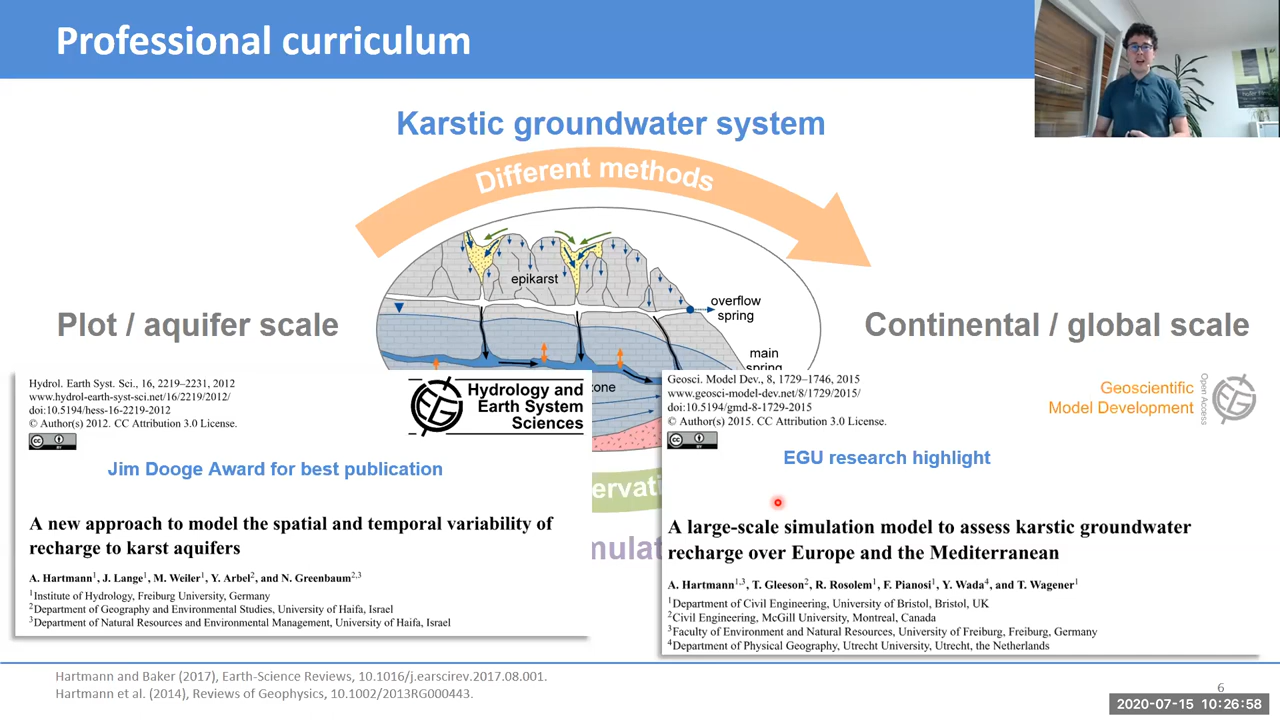 Professional curriculum
Karstic groundwater system
Different methods
epikarst
overflow
spring
Plot / aquifer scale
Continental / global scale
main
spring
zone
Hydrol. Earth Syst. Sci., 16, 2219–2231, 2012
www.hydrol-earth-syst-sci.net/16/2219/2012/
doi:10.5194/hess-16-2219-2012
© Author(s) 2012. CC Attribution 3.0 License.
Hydrology and
Earth System
Sciences
Jim Dooge Award for best publication
A new approach to model the spatial and temporal variability of
recharge to karst aquifers
A. Hartmann1, J. Lange1, M. Weiler1, Y. Arbel2, and N. Greenbaum2,3
1Institute of Hydrology, Freiburg University, Germany
2Department of Geography and Environmental Studies, University of Haifa, Israel
3Department of Natural Resources and Environmental Management, University of Haifa, Israel
ervati
mulat
Geosci. Model Dev., 8, 1729–1746, 2015
www.geosci-model-dev.net/8/1729/2015/
doi:10.5194/gmd-8-1729-2015
© Author(s) 2015. CC Attribution 3.0 License.
Geoscientific
Model Development
Open Access
EGU research highlight
A large-scale simulation model to assess karstic groundwater
recharge over Europe and the Mediterranean
A. Hartmann1,3, T. Gleeson2, R. Rosolem1, F. Pianosi1, Y. Wada4, and T. Wagener1
1Department of Civil Engineering, University of Bristol, Bristol, UK
2Civil Engineering, McGill University, Montreal, Canada
3Faculty of Environment and Natural Resources, University of Freiburg, Freiburg, Germany
4Department of Physical Geography, Utrecht University, Utrecht, the Netherlands
Hartmann and Baker (2017), Earth-Science Reviews, 10.1016/j.earscirev.2017.08.001.
Hartmann et al. (2014), Reviews of Geophysics, 10.1002/2013RG000443.
6
2020-07-15 10:26:58